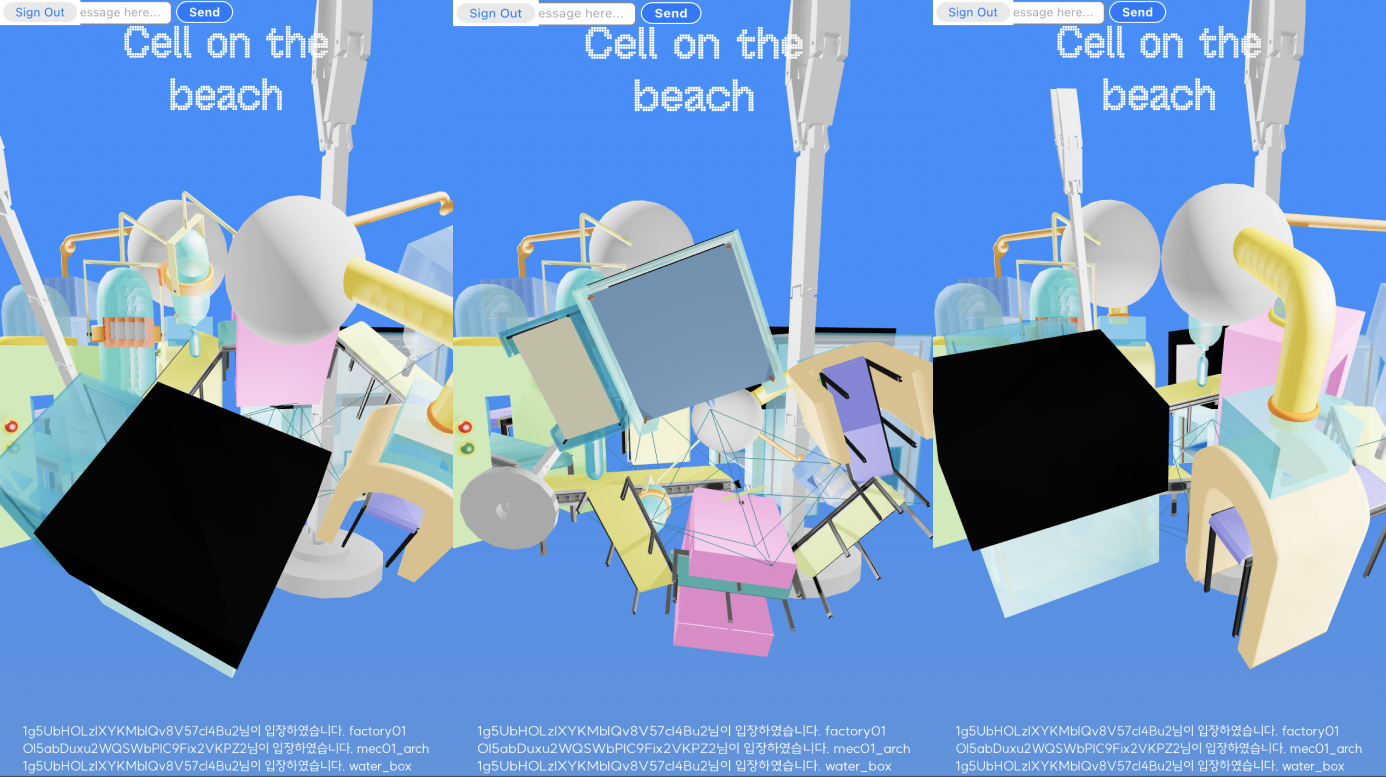 Sign Out essage here... Send
Cell on the
beach
1g5UbHOLzlXYKMblQv8V57cl4Bu2님이 입장하였습니다. factory01
Ol5abDuxu2WQSWbPlC9Fix2VKPZ2님이 입장하였습니다. mec01_arch
1g5UbHOLzlXYKMblQv8V57cl4Bu2님이 입장하였습니다. water_box
Sign Out essage here... Send
Cell on the
beach
1g5UbHOLzlXYKMblQv8V57cl4Bu2님이 입장하였습니다. factory01
Ol5abDuxu2WQSWbPlC9Fix2VKPZ2님이 입장하였습니다. mec01_arch
1g5UbHOLzlXYKMblQv8V57cl4Bu2님이 입장하였습니다. water_box
Sign Out essage here... Send
Cell on the
beach
1g5UbHOLzlXYKMblQv8V57cl4Bu2님이 입장하였습니다. factory01
Ol5abDuxu2WQSWbPlC9Fix2VKPZ2님이 입장하였습니다. mec01_arch
1g5UbHOLzlXYKMblQv8V57cl4Bu2님이 입장하였습니다. water_box